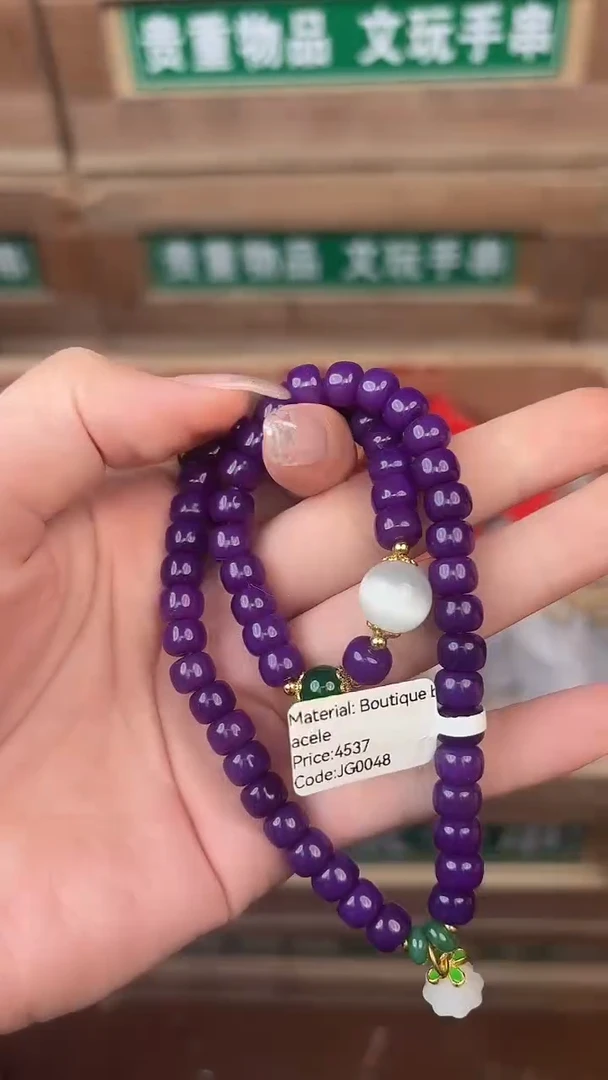 贵重物品 文玩手串
贵重物品 文玩手串
Material: Boutique b
acele
Price:4537
Code:JG0048